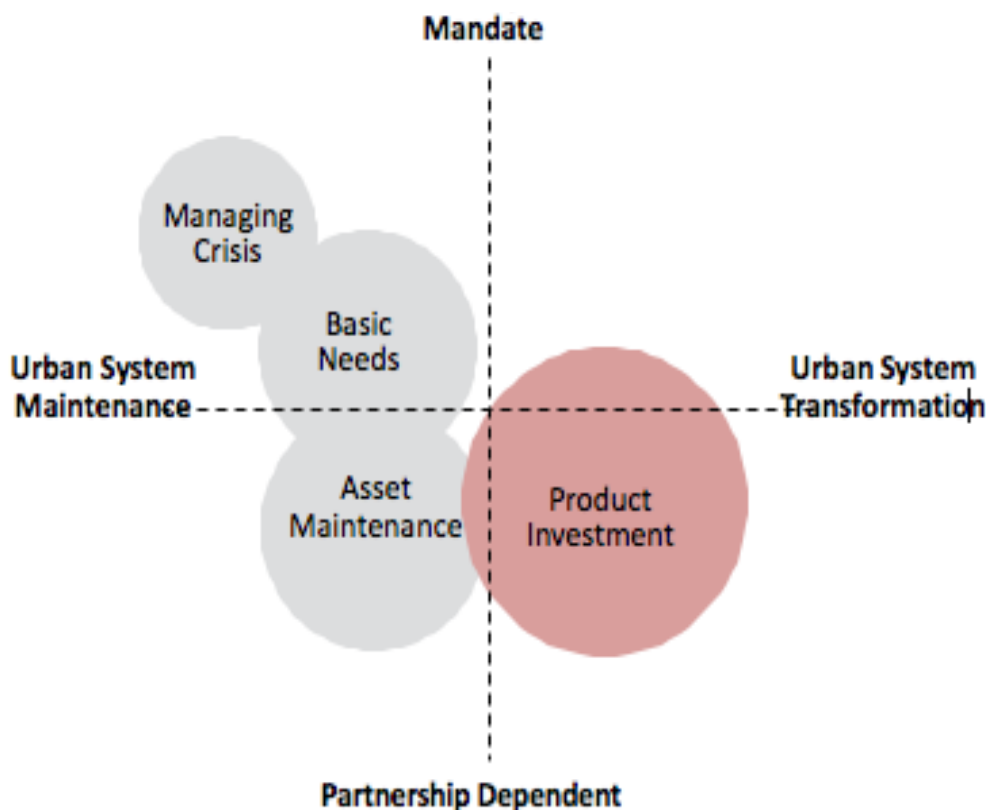 Mandate
Managing
Crisis
Basic
Needs
Urban System
Maintenance
Urban System
Transformation
Asset
Maintenance
Product
Investment
Partnership Dependent